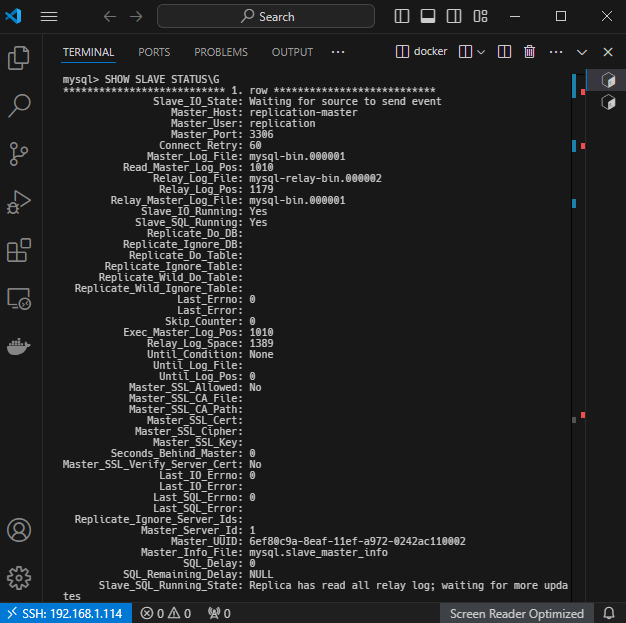 Search
TERMINAL
PORTS
PROBLEMS
OUTPUT
docker
mysql> SHOW SLAVE STATUS\G
*************************** 1. row ***************************
Slave_IO_State: Waiting for source to send event
Master_Host: replication-master
Master_User: replication
Master_Port: 3306
Connect_Retry: 60
Master_Log_File: mysql-bin.000001
Read_Master_Log_Pos: 1010
Relay_Log_File: mysql-relay-bin.000002
Relay_Log_Pos: 1179
Relay_Master_Log_File: mysql-bin.000001
Slave_IO_Running: Yes
Slave_SQL_Running: Yes
Replicate_Do_DB:
Replicate_Ignore_DB:
Replicate_Do_Table:
Replicate_Ignore_Table:
Replicate_Wild_Do_Table:
Replicate_Wild_Ignore_Table:
Last_Errno: 0
Last_Error:
Skip_Counter: 0
Exec_Master_Log_Pos: 1010
Relay_Log_Space: 1389
Until_Condition: None
Until_Log_File:
Until_Log_Pos: 0
Master_SSL_Allowed: No
Master_SSL_CA_File:
Master_SSL_CA_Path:
Master_SSL_Cert:
Master_SSL_Cipher:
Master_SSL_Key:
Seconds_Behind_Master: 0
Master_SSL_Verify_Server_Cert: No
Last_IO_Errno: 0
Last_IO_Error:
Last_SQL_Errno: 0
Last_SQL_Error:
Replicate_Ignore_Server_Ids:
Master_Server_Id: 1
Master_UUID: 6ef80c9a-8eaf-11ef-a972-0242ac110002
Master_Info_File: mysql.slave_master_info
SQL_Delay: 0
SQL_Remaining_Delay: NULL
Slave_SQL_Running_State: Replica has read all relay log; waiting for more upda
tes
SSH: 192.168.1.114
0
0
0
Screen Reader Optimized